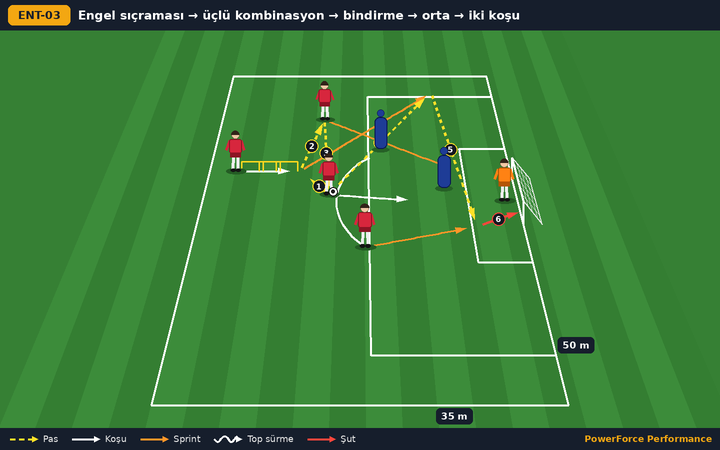 ENT-03 Engel sıçraması → üçlü kombinasyon → bindirme → orta → iki koşu
2
3
5
1
6
50 m
35 m
Pas Koşu Sprint Top sürme Şut PowerForce Performance